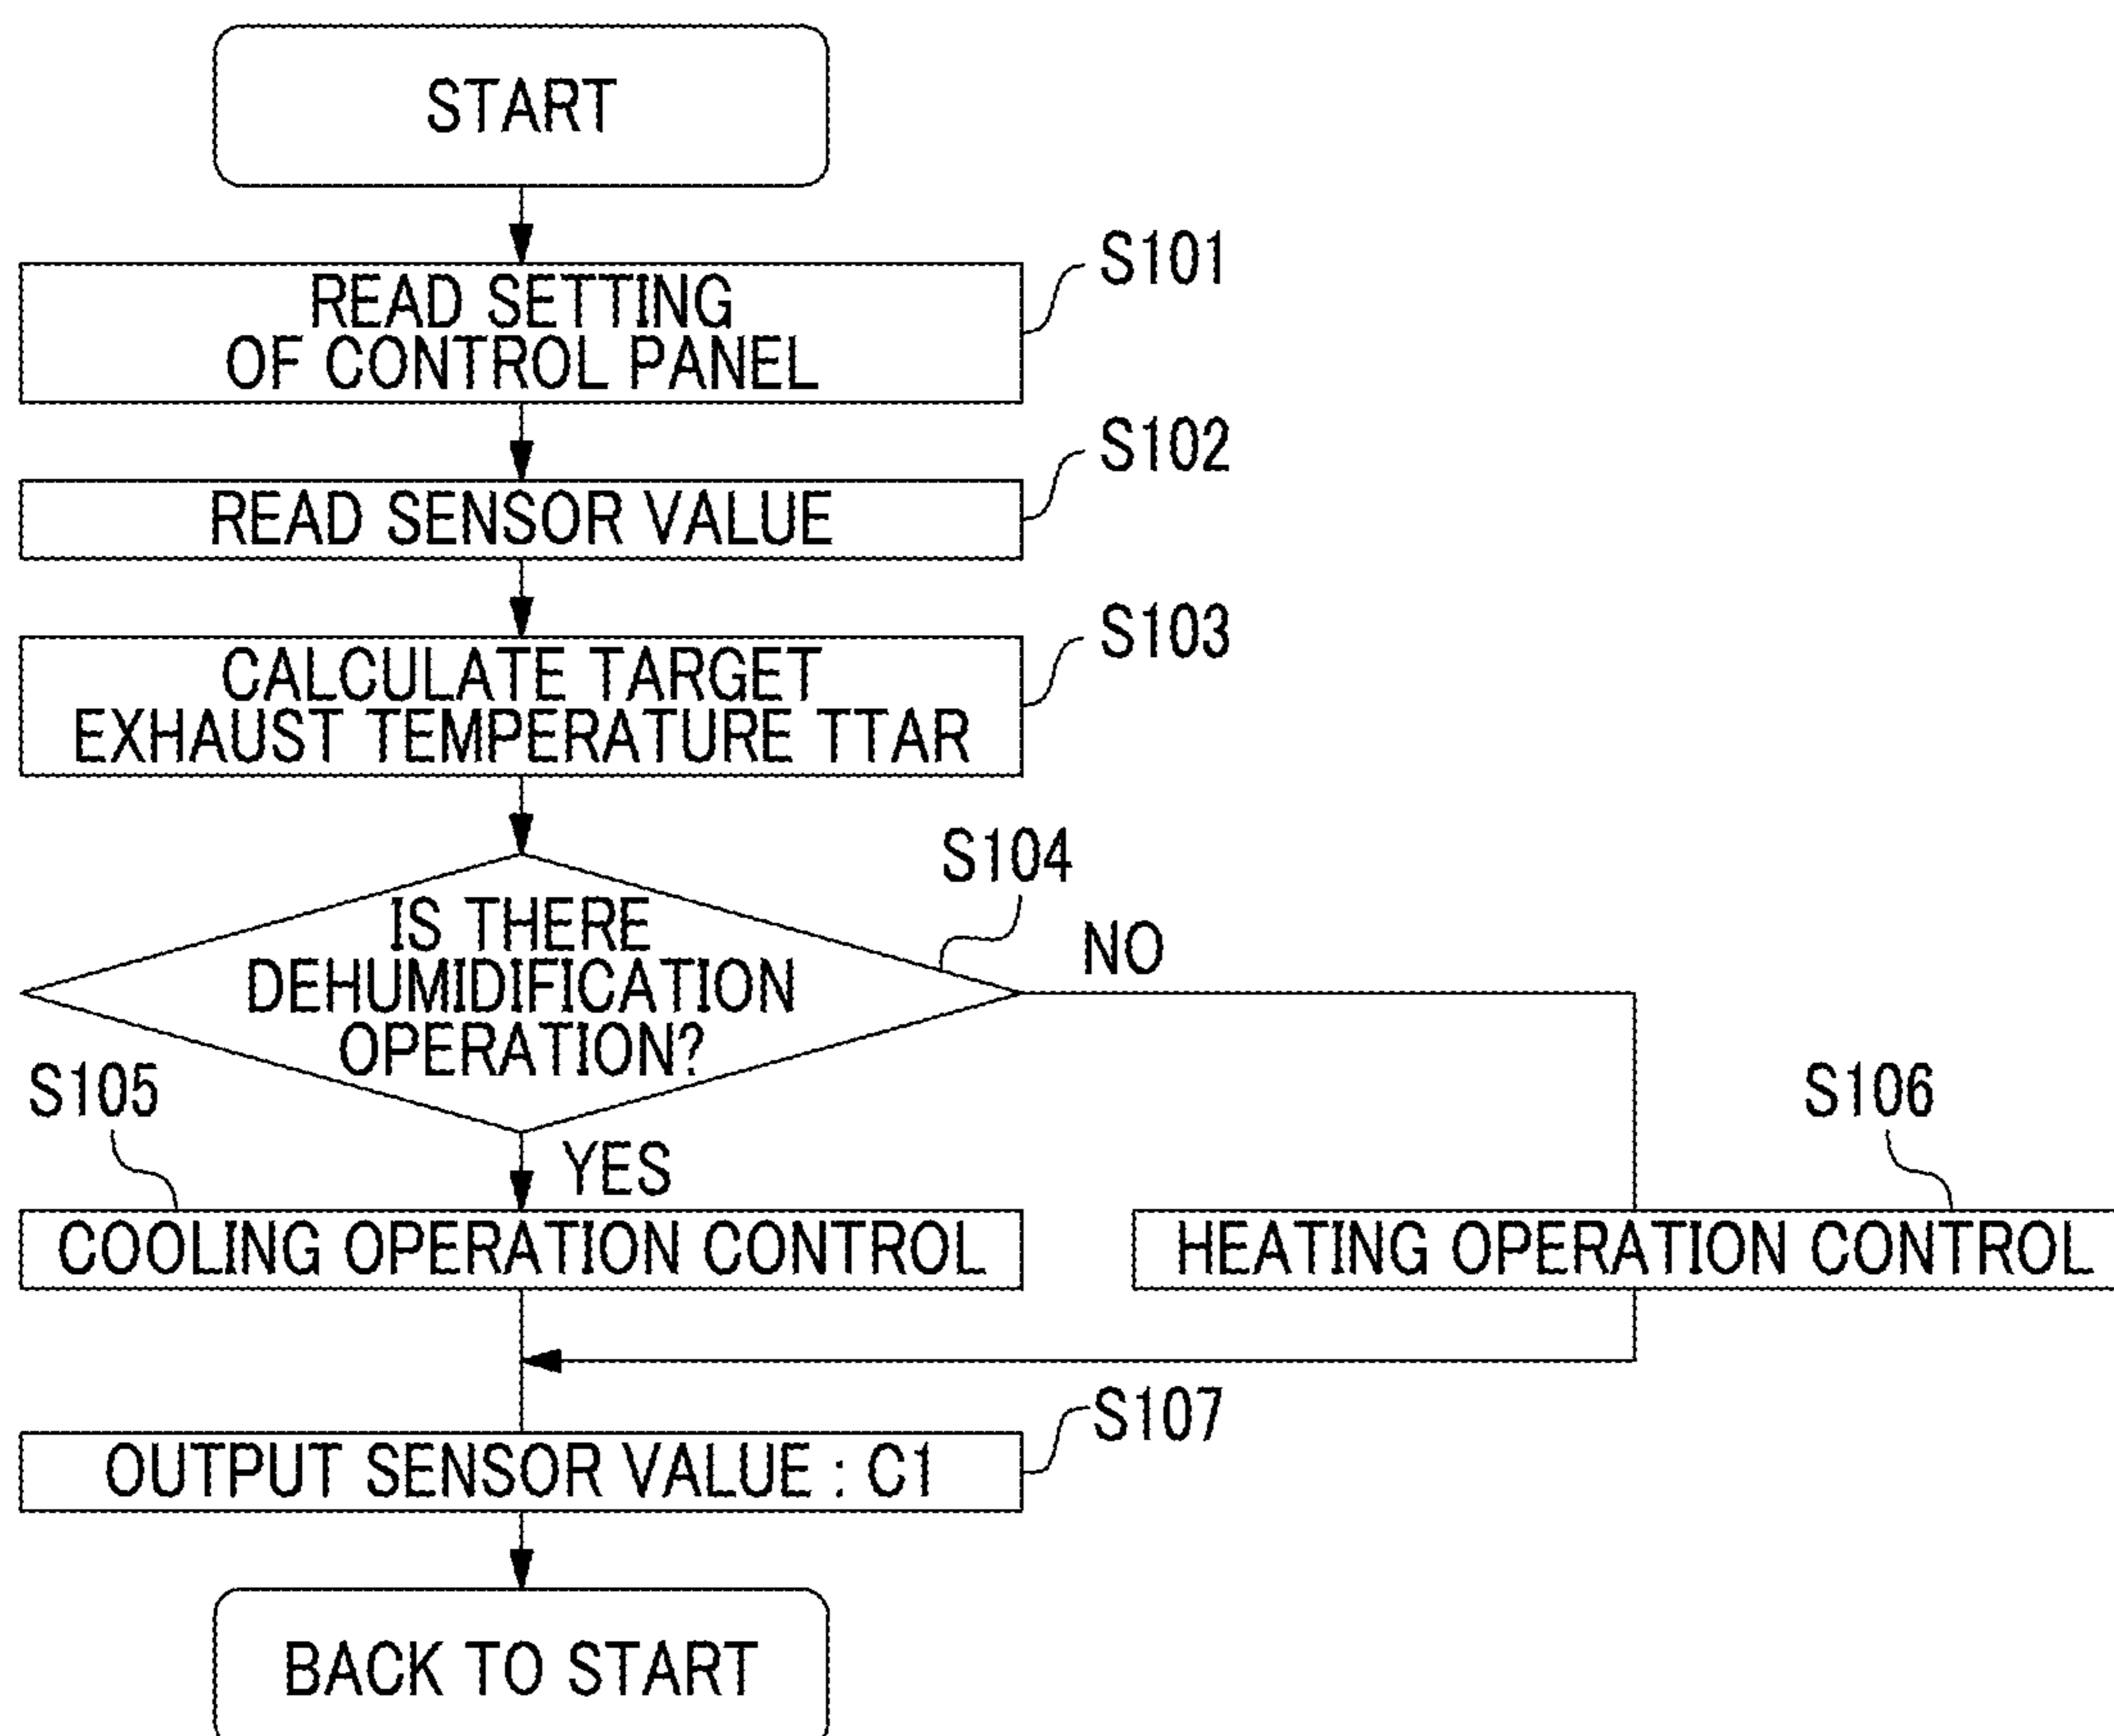 START
S101
READ SETTING
OF CONTROL PANEL
S102
READ SENSOR VALUE
S103
CALCULATE TARGET
EXHAUST TEMPERATURE TTAR
S104
IS THERE
DEHUMIDIFICATION
OPERATION?
NO
YES
S105
COOLING OPERATION CONTROL
S106
HEATING OPERATION CONTROL
S107
OUTPUT SENSOR VALUE : C1
BACK TO START